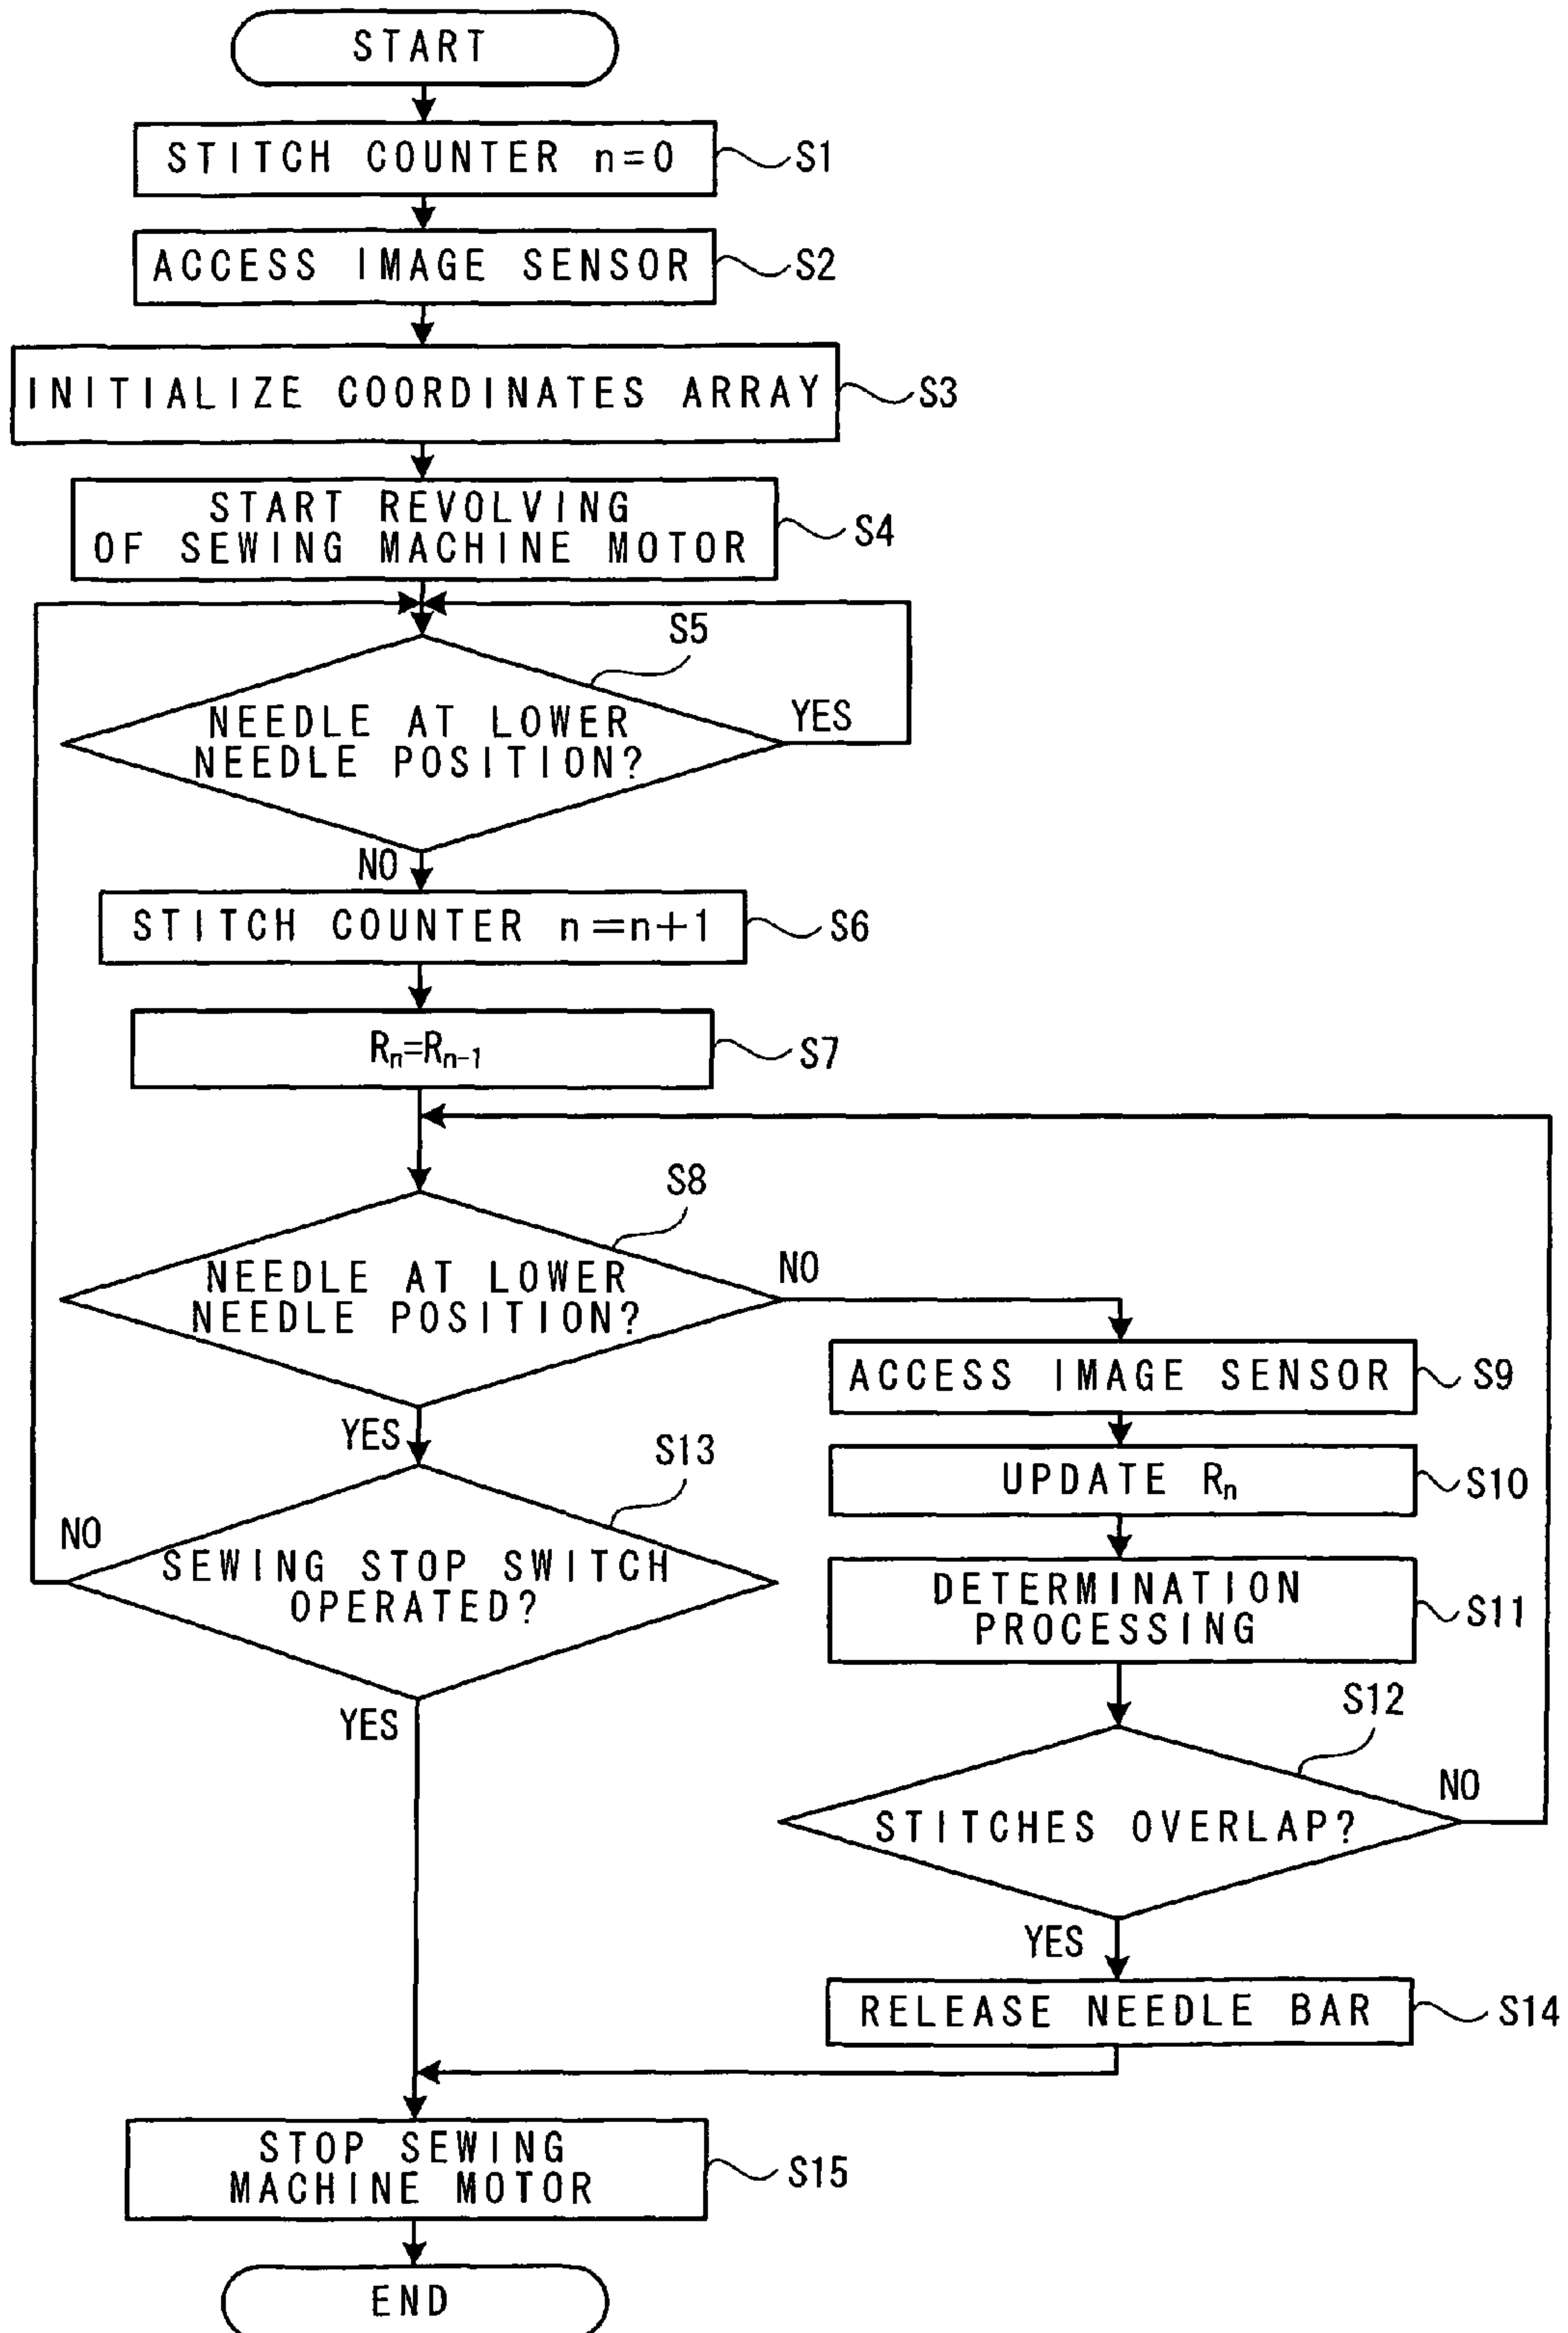 START
STITCH COUNTER n=0
S1
ACCESS IMAGE SENSOR
S2
INITIALIZE COORDINATES ARRAY
S3
START REVOLVING
OF SEWING MACHINE MOTOR
S4
S5
NEEDLE AT LOWER
NEEDLE POSITION?
YES
NO
STITCH COUNTER n=n+1
S6
Rn=Rn-1
S7
S8
NEEDLE AT LOWER
NEEDLE POSITION?
NO
YES
ACCESS IMAGE SENSOR
S9
UPDATE Rn
S10
DETERMINATION
PROCESSING
S11
S12
STITCHES OVERLAP?
NO
YES
S13
SEWING STOP SWITCH
OPERATED?
NO
YES
RELEASE NEEDLE BAR
S14
STOP SEWING
MACHINE MOTOR
S15
END